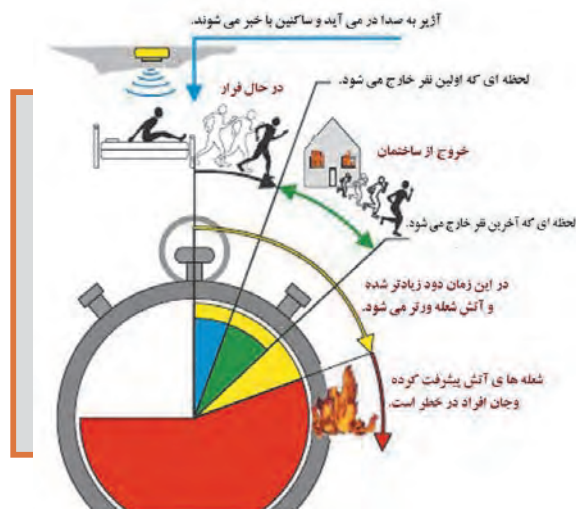 آژیر به صدا در می آید و ساکنین با خبر می شوند.
لحظه ای که اولین نفر خارج می شود.
در حال فرار
خروج از ساختمان
لحظه ای که آخرین نفر خارج می‌شود.
در این زمان دود زیادتر شده
و آتش شعله ورتر می شود.
شعله ها ی آتش پیشرفت کرده
وجان افراد در خطر است.